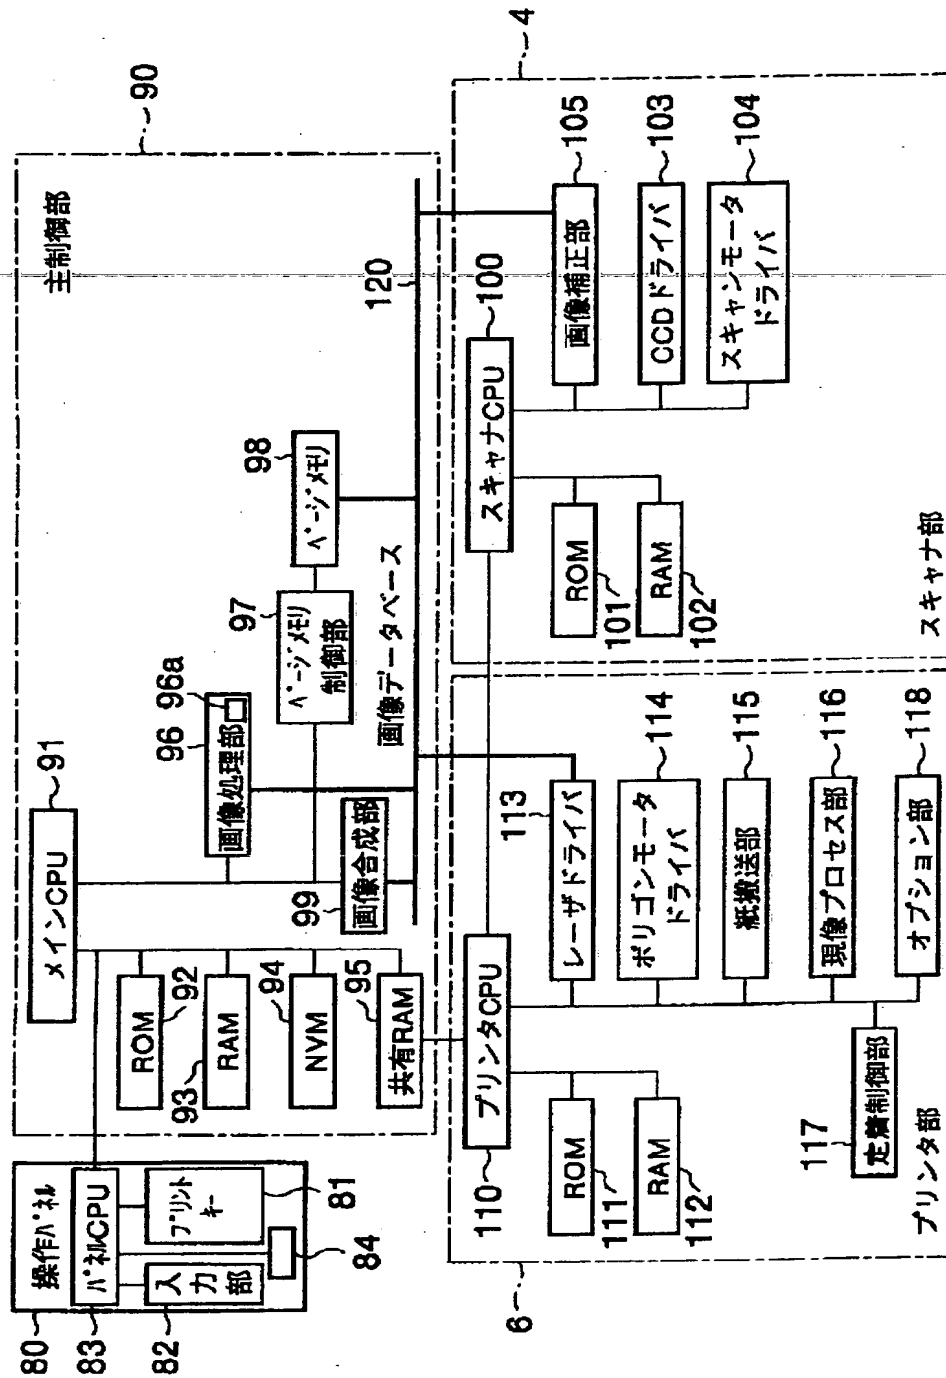 80
操作パネル
83
パネルCPU
82
入力部
プリント
キー
81
84
90
主制御部
91
メインCPU
ROM
92
RAM
93
NVM
94
共有RAM
95
96
96a
画像処理部
97
ページメモリ
制御部
98
ページメモリ
99
画像合成部
画像データベース
120
6
110
プリンタCPU
ROM
111
RAM
112
113
レーザドライバ
ポリゴンモータ
ドライバ
114
紙搬送部
115
現像プロセス部
116
117
定着制御部
オプション部
118
プリンタ部
4
スキャナCPU
100
ROM
101
RAM
102
画像補正部
105
CCDドライバ
103
スキャンモータ
ドライバ
104
スキャナ部